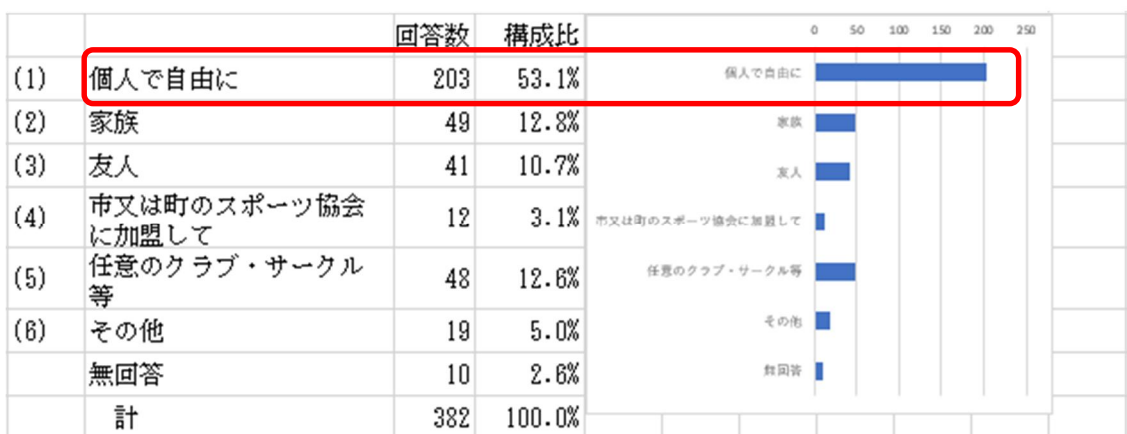 回答数 構成比
(1) 個人で自由に 203 53.1%
(2) 家族 49 12.8%
(3) 友人 41 10.7%
(4) 市又は町のスポーツ協会
に加盟して 12 3.1%
(5) 任意のクラブ・サークル
等 48 12.6%
(6) その他 19 5.0%
無回答 10 2.6%
計 382 100.0%
0 50 100 150 200 250
個人で自由に
家族
友人
市又は町のスポーツ協会に加盟して
任意のクラブ・サークル等
その他
無回答